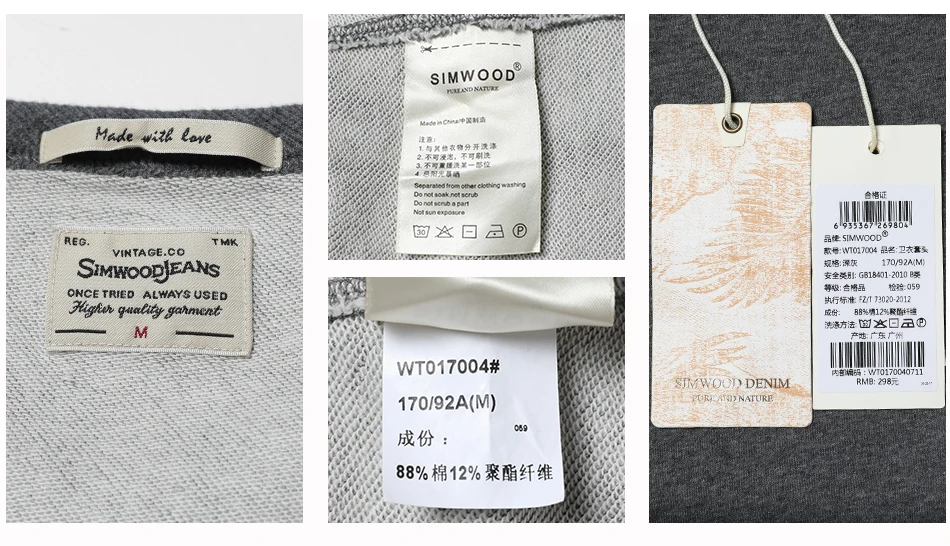 Made with love
REG. TMK
VINTAGE.CO
SIMWOODJEANS
ONCE TRIED ALWAYS USED
Higher quality garment
M
SIMWOOD®
PURE AND NATURE
Made in China/中国制造
注意:
1. 与其他衣物分开洗涤
2. 不可浸志, 不可刷洗
3. 不可重搓洗某一部位
4. 忌阳光暴晒
Separated from other clothing washing
Do not soak,not scrub
Do not scrub a part
Not sun exposure
30 P
WT017004#
170/92A(M)
059
成份：
88%棉12%聚酯纤维
SIMWOOD DENIM
PURE AND NATURE
合格证
6 935367 269804
品牌: SIMWOOD®
款号: WT017004 品名: 卫衣套头
规格: 深灰 170/92A(M)
安全类别: GB18401-2010 B类
等级: 合格品 检验: 059
执行标准: FZ/T 73020-2012
成份: 88%棉12%聚酯纤维
洗涤方法:
产地: 广东 广州
内部编码: WT0170040711
RMB: 298元